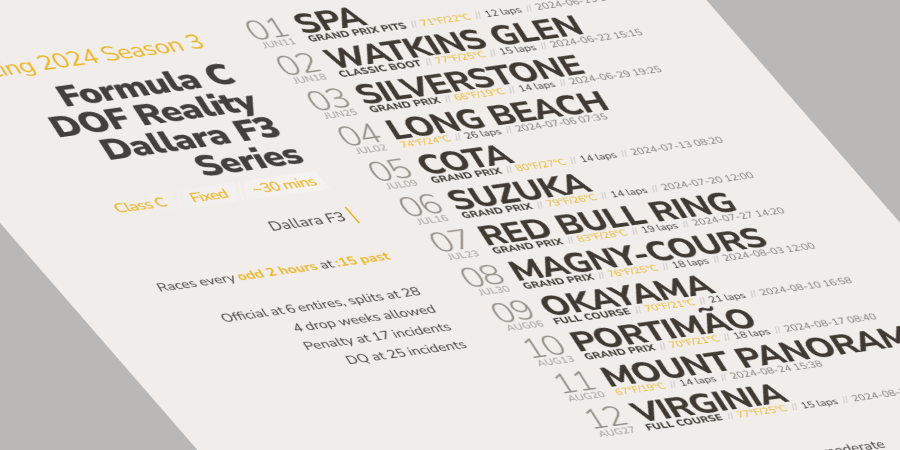 ing 2024 Season 3
Formula C
DOF Reality
Dallara F3
Series
Class C Fixed ~30 mins
Dallara F3
Races every odd 2 hours at :15 past
Official at 6 entires, splits at 28
4 drop weeks allowed
Penalty at 17 incidents
DQ at 25 incidents
01 SPA
JUN11 GRAND PRIX PITS // 71°F/22°C // 12 laps //
02 WATKINS GLEN
JUN18 CLASSIC BOOT // 77°F/25°C // 15 laps // 2024-06-22 15:15
03 SILVERSTONE
JUN25 GRAND PRIX // 66°F/19°C // 14 laps // 2024-06-29 19:25
04 LONG BEACH
JUL02 74°F/24°C // 26 laps // 2024-07-06 07:35
05 COTA
JUL09 GRAND PRIX // 80°F/27°C // 14 laps // 2024-07-13 08:20
06 SUZUKA
JUL16 GRAND PRIX // 79°F/26°C // 14 laps // 2024-07-20 12:00
07 RED BULL RING
JUL23 GRAND PRIX // 83°F/28°C // 19 laps // 2024-07-27 14:20
08 MAGNY-COURS
JUL30 GRAND PRIX // 76°F/25°C // 18 laps // 2024-08-03 12:00
09 OKAYAMA
AUG06 FULL COURSE // 70°F/21°C // 21 laps // 2024-08-10 16:58
10 PORTIMÃO
AUG13 GRAND PRIX // 70°F/21°C // 18 laps // 2024-08-17 08:40
11 MOUNT PANORAM
AUG20 67°F/19°C // 14 laps // 2024-08-24 15:38
12 VIRGINIA
AUG27 FULL COURSE // 77°F/25°C // 15 laps // 2024-08-
moderate